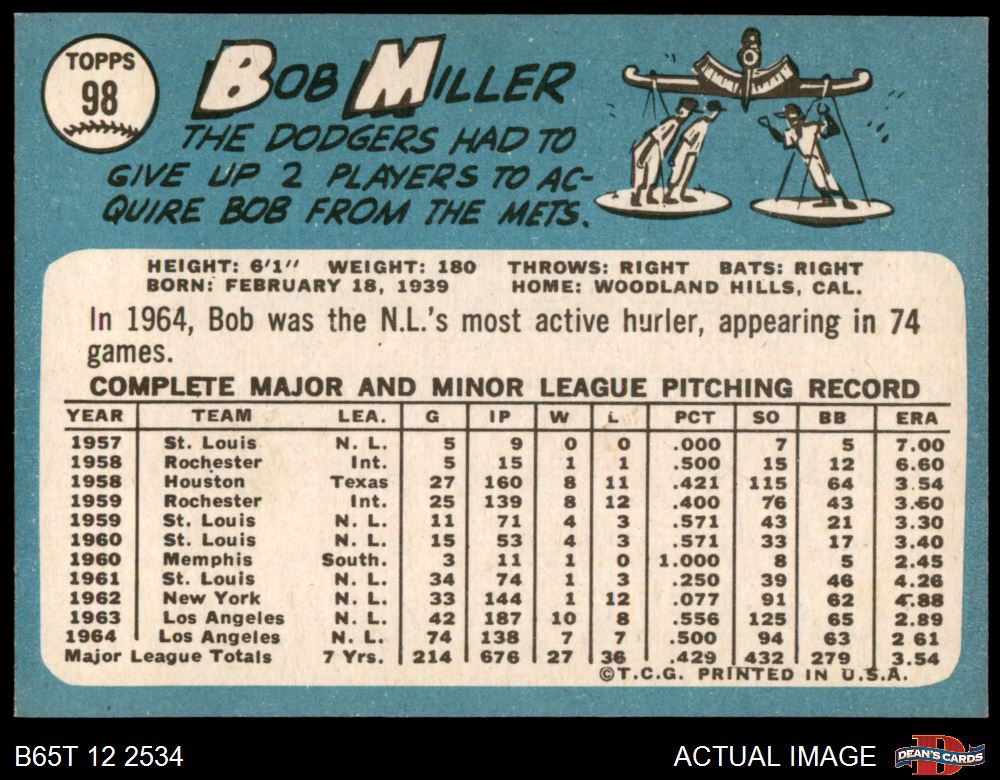 TOPPS
98
BOB MILLER
THE DODGERS HAD TO
GIVE UP 2 PLAYERS TO AC-
QUIRE BOB FROM THE METS.
HEIGHT: 6'1" WEIGHT: 180 THROWS: RIGHT BATS: RIGHT
BORN: FEBRUARY 18, 1939 HOME: WOODLAND HILLS, CAL.
In 1964, Bob was the N.L.'s most active hurler, appearing in 74
games.
COMPLETE MAJOR AND MINOR LEAGUE PITCHING RECORD
YEAR TEAM LEA. G IP W L PCT SO BB ERA
1957 St. Louis N. L. 5 9 0 0 .000 7 5 7.00
1958 Rochester Int. 5 15 1 1 .500 15 12 6.60
1958 Houston Texas 27 160 8 11 .421 115 64 3.54
1959 Rochester Int. 25 139 8 12 .400 76 43 3.60
1959 St. Louis N. L. 11 71 4 3 .571 43 21 3.30
1960 St. Louis N. L. 15 53 4 3 .571 33 17 3.40
1960 Memphis South. 3 11 1 0 1.000 8 5 2.45
1961 St. Louis N. L. 34 74 1 3 .250 39 46 4.26
1962 New York N. L. 33 144 1 12 .077 91 62 4.88
1963 Los Angeles N. L. 42 187 10 8 .556 125 65 2.89
1964 Los Angeles N. L. 74 138 7 7 .500 94 63 2 61
Major League Totals 7 Yrs. 214 676 27 36 .429 432 279 3.54
©T.C.G. PRINTED IN U.S.A.
B65T 12 2534
ACTUAL IMAGE
DEAN'S CARDS